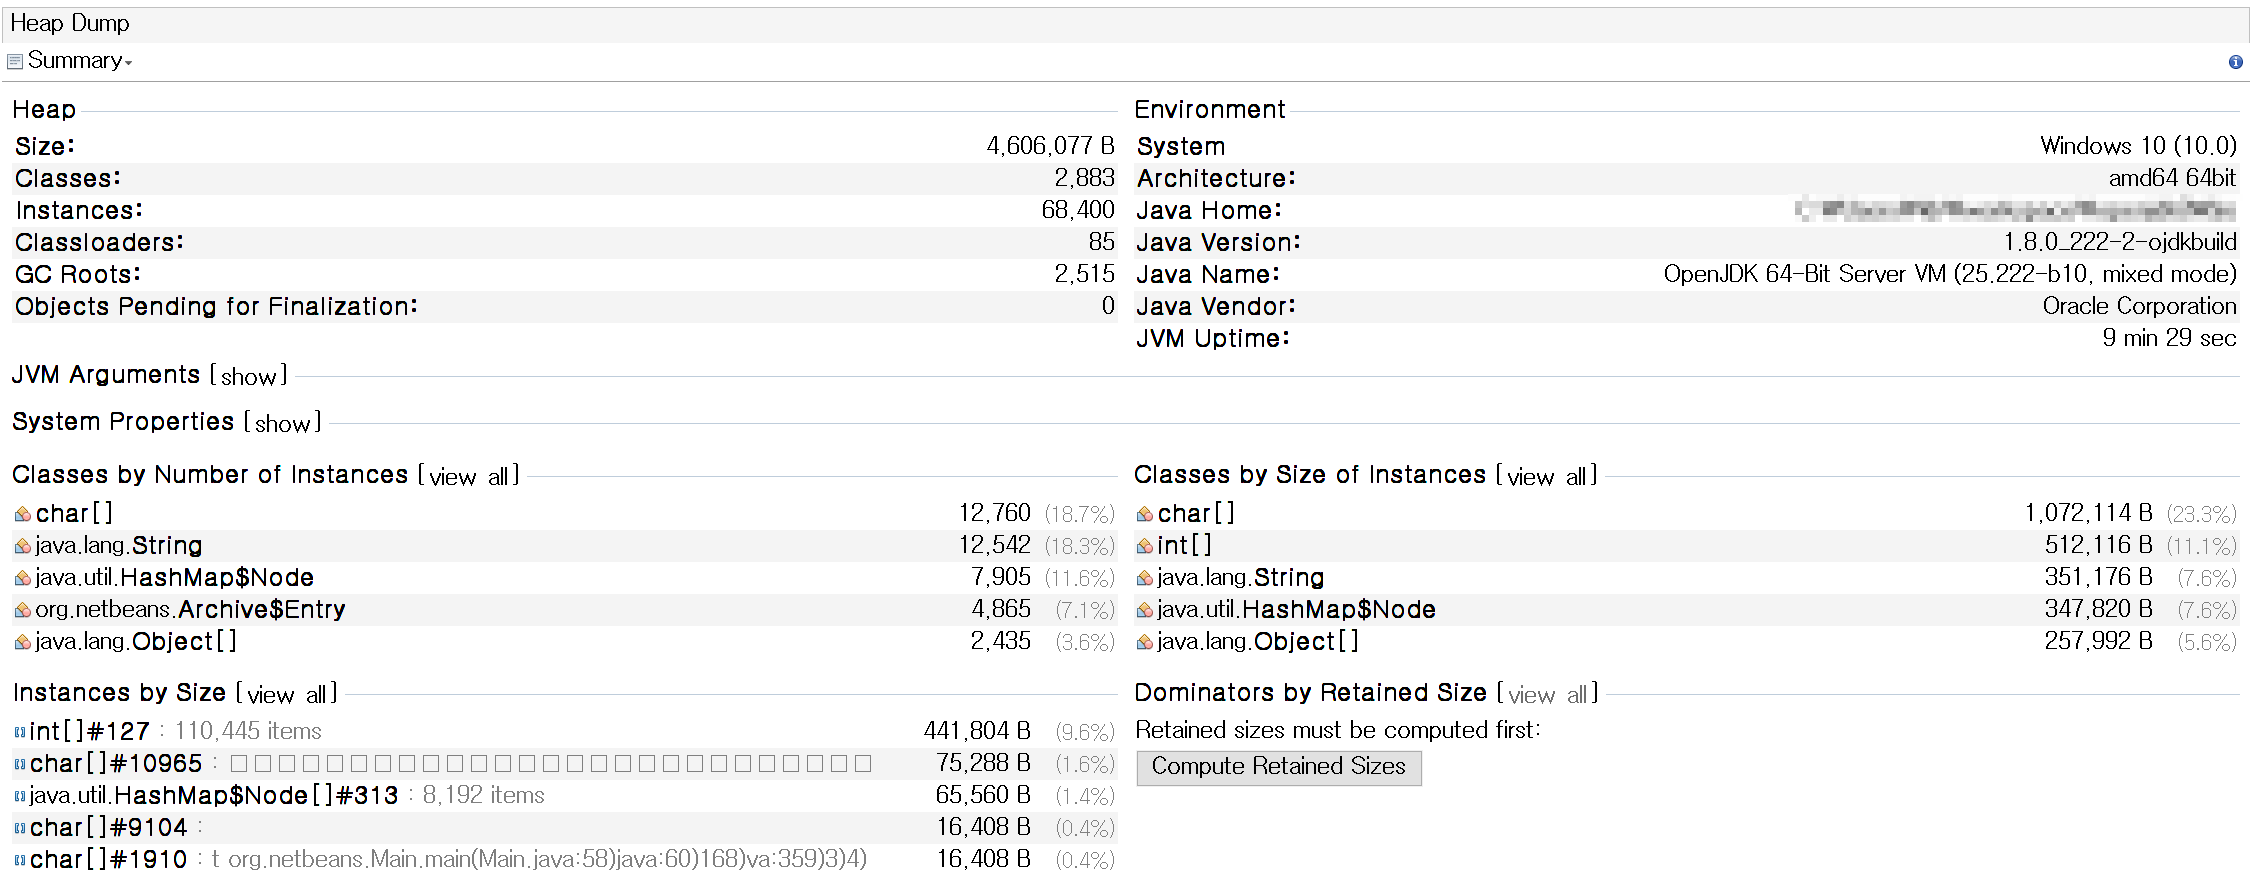 Heap Dump
Summary
Heap
Size: 4,606,077 B
Classes: 2,883
Instances: 68,400
Classloaders: 85
GC Roots: 2,515
Objects Pending for Finalization: 0
Environment
System Windows 10 (10.0)
Architecture: amd64 64bit
Java Home:
Java Version: 1.8.0_222-2-ojdkbuild
Java Name: OpenJDK 64-Bit Server VM (25.222-b10, mixed mode)
Java Vendor: Oracle Corporation
JVM Uptime: 9 min 29 sec
JVM Arguments [show]
System Properties [show]
Classes by Number of Instances [view all]
char[] 12,760 (18.7%)
java.lang.String 12,542 (18.3%)
java.util.HashMap$Node 7,905 (11.6%)
org.netbeans.Archive$Entry 4,865 (7.1%)
java.lang.Object[] 2,435 (3.6%)
Classes by Size of Instances [view all]
char[] 1,072,114 B (23.3%)
int[] 512,116 B (11.1%)
java.lang.String 351,176 B (7.6%)
java.util.HashMap$Node 347,820 B (7.6%)
java.lang.Object[] 257,992 B (5.6%)
Instances by Size [view all]
int[]#127 : 110,445 items 441,804 B (9.6%)
char[]#10965 : □□□□□□□□□□□□□□□□□□□□□□□□□□□ 75,288 B (1.6%)
java.util.HashMap$Node[]#313 : 8,192 items 65,560 B (1.4%)
char[]#9104 : 16,408 B (0.4%)
char[]#1910 : t org.netbeans.Main.main(Main.java:58)java:60)168)va:359)3)4) 16,408 B (0.4%)
Dominators by Retained Size [view all]
Retained sizes must be computed first:
Compute Retained Sizes